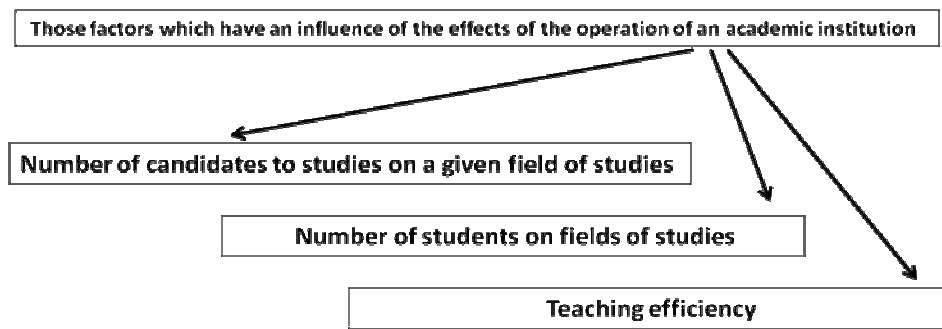 Those factors which have an influence of the effects of the operation of an academic institution
Number of candidates to studies on a given field of studies
Number of students on fields of studies
Teaching efficiency